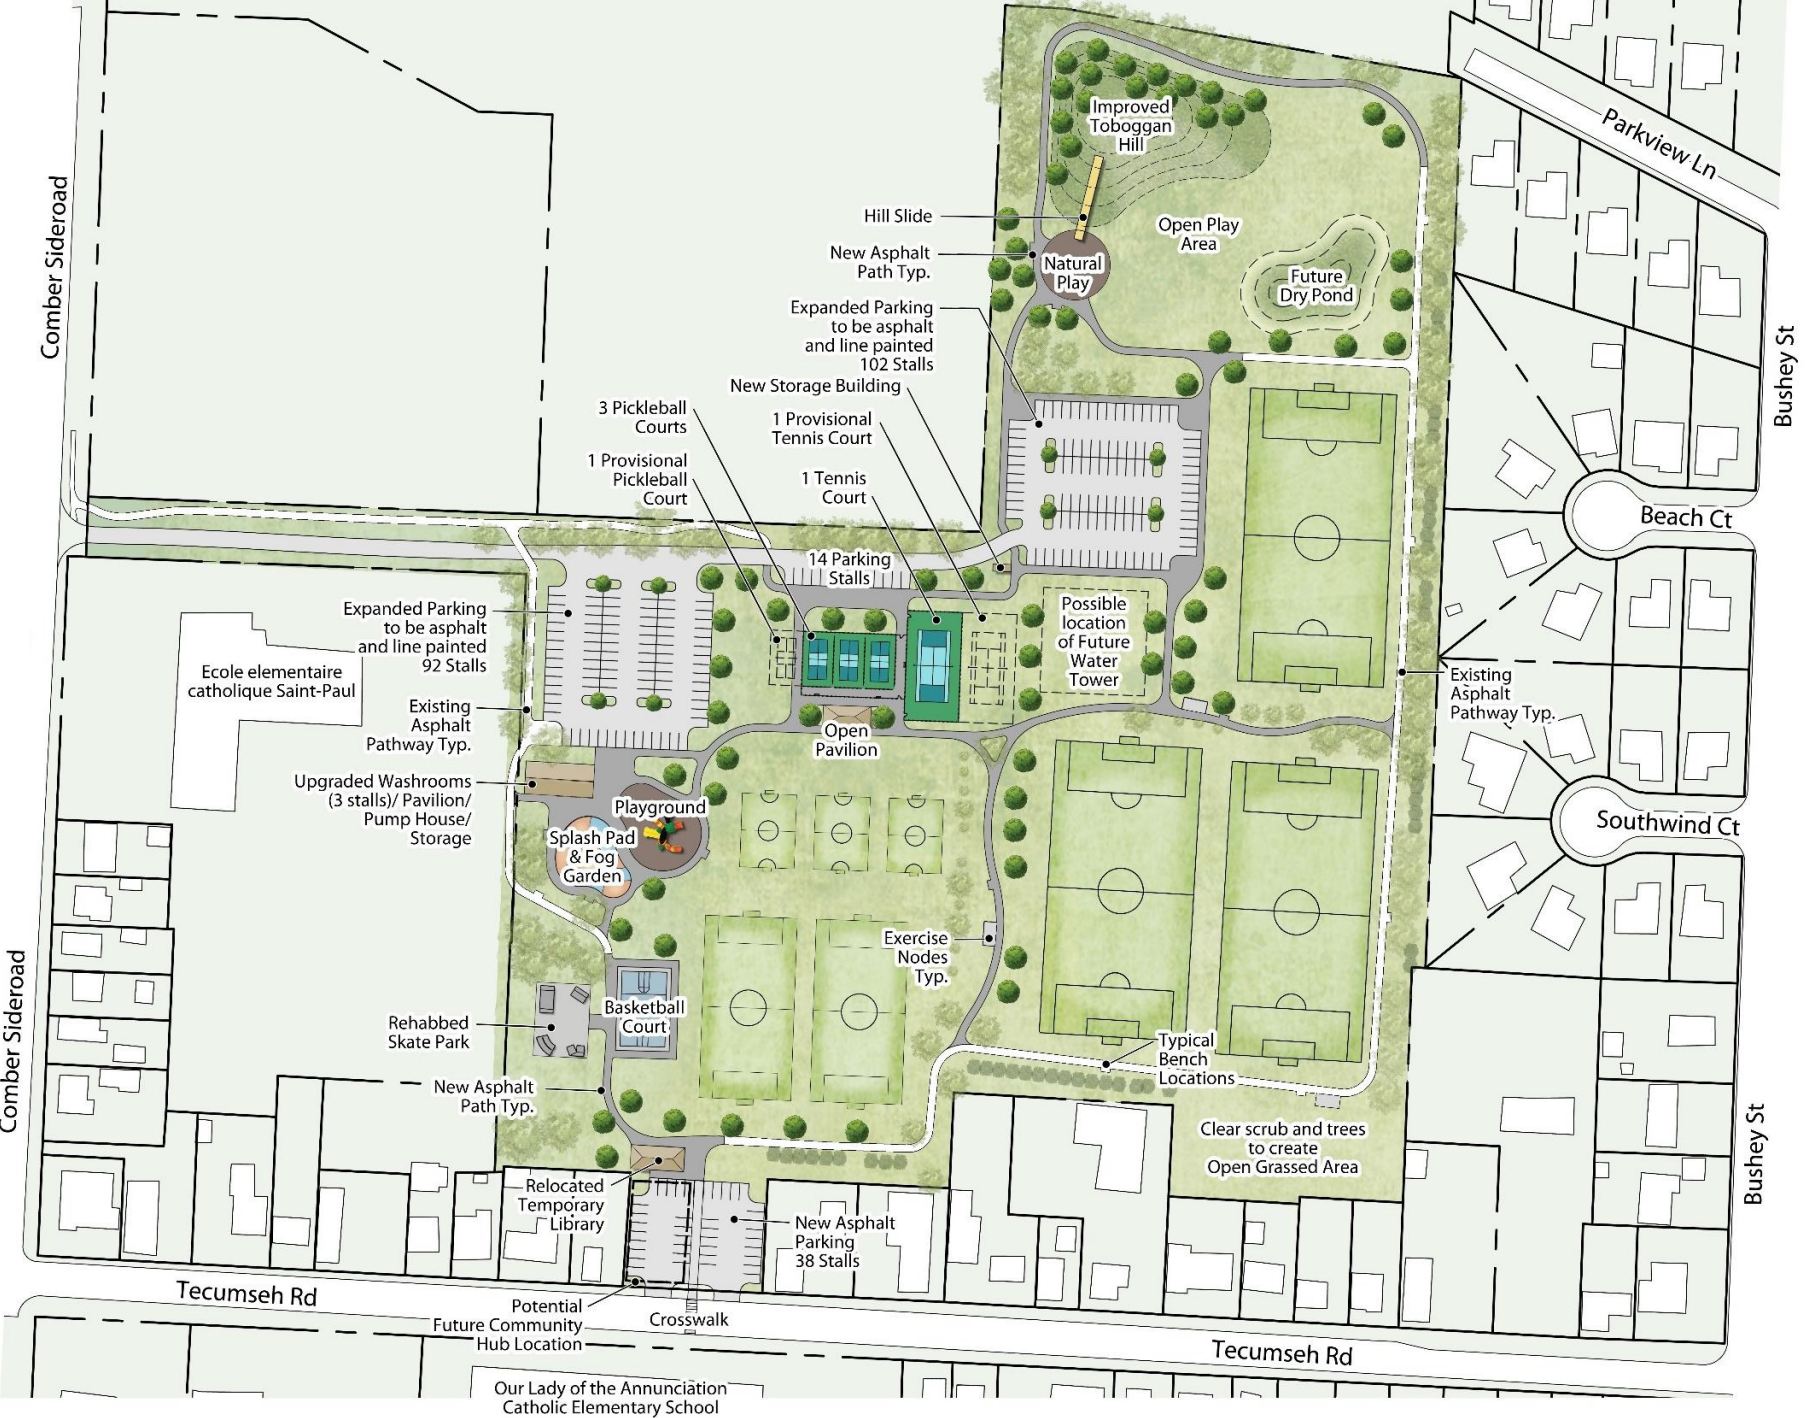 Improved
Toboggan
Hill
Parkview Ln
Comber Sideroad
Hill Slide
Open Play
Area
New Asphalt
Path Typ.
Natural
Play
Future
Dry Pond
Expanded Parking
to be asphalt
and line painted
102 Stalls
Bushey St
New Storage Building
3 Pickleball
Courts
1 Provisional
Tennis Court
1 Provisional
Pickleball
Court
1 Tennis
Court
Beach Ct
14 Parking
Stalls
Expanded Parking
to be asphalt
and line painted
92 Stalls
Possible
location
of Future
Water
Tower
Ecole elementaire
catholique Saint-Paul
Existing
Asphalt
Pathway Typ.
Existing
Asphalt
Pathway Typ.
Open
Pavilion
Upgraded Washrooms
(3 stalls)/ Pavilion/
Pump House/
Storage
Playground
Splash Pad
& Fog
Garden
Southwind Ct
Exercise
Nodes
Typ.
Comber Sideroad
Basketball
Court
Rehabbed
Skate Park
Typical
Bench
Locations
New Asphalt
Path Typ.
Clear scrub and trees
to create
Open Grassed Area
Bushey St
Relocated
Temporary
Library
New Asphalt
Parking
38 Stalls
Tecumseh Rd
Potential
Future Community
Hub Location
Crosswalk
Tecumseh Rd
Our Lady of the Annunciation
Catholic Elementary School